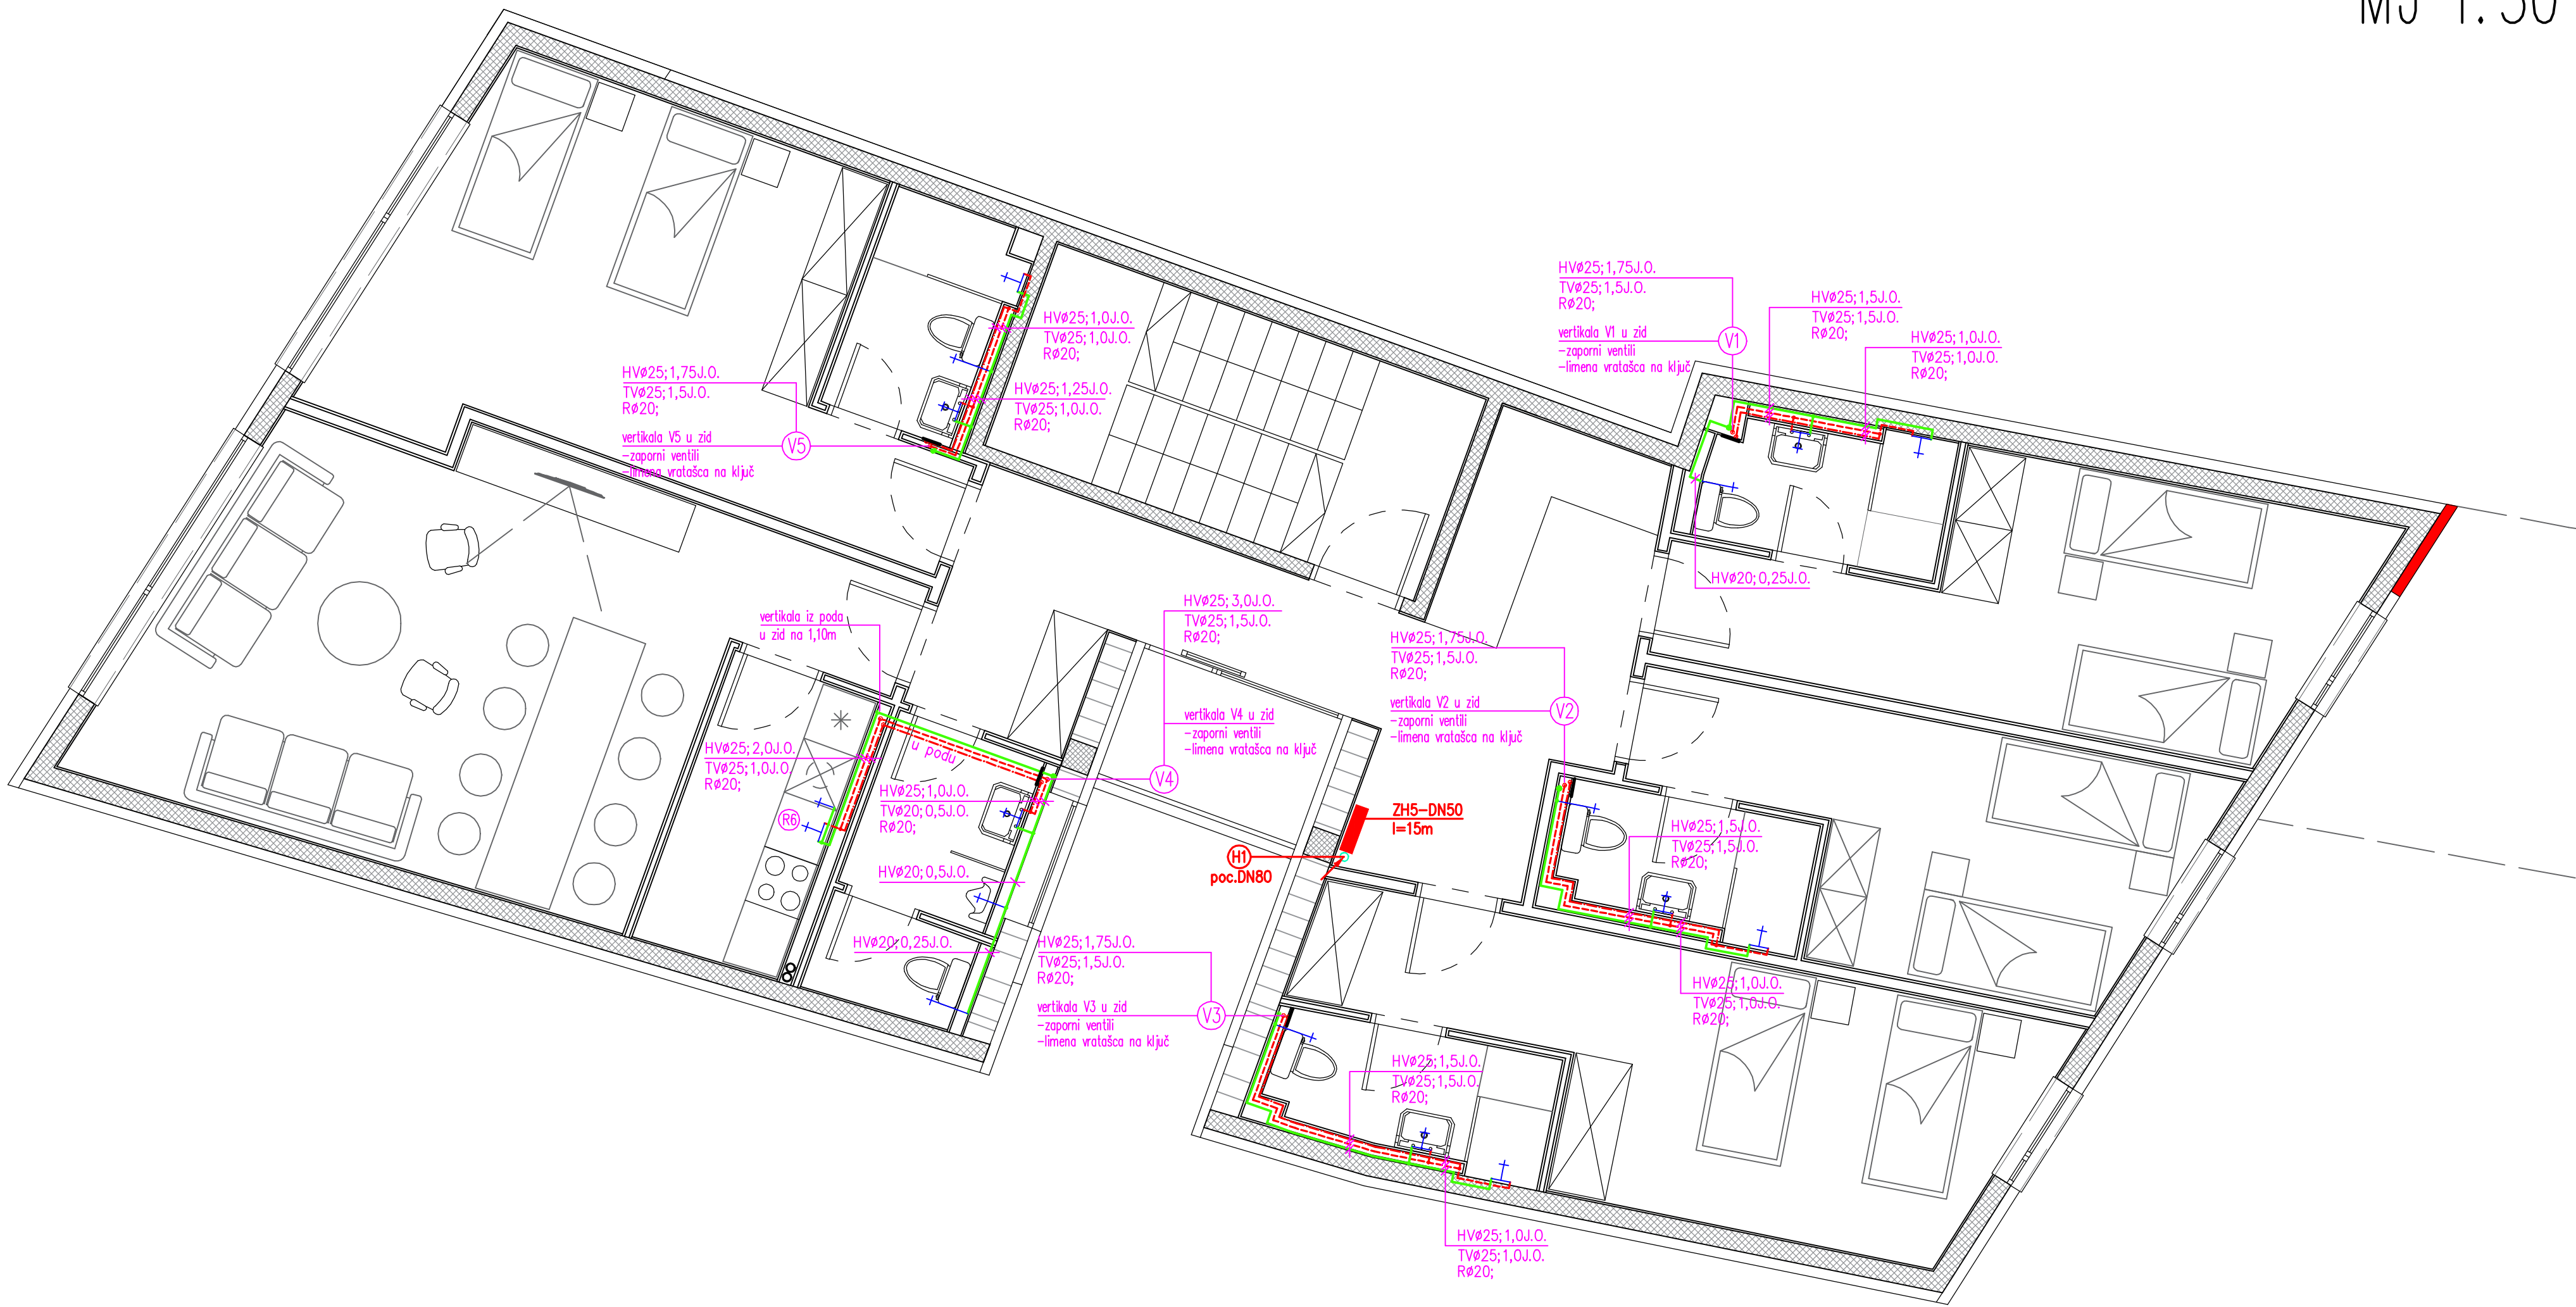 MJ 1:50
HVø25;1,75J.O.
TVø25;1,5J.O.
Rø20;
vertikala V1 u zid
-zaporni ventili
-limena vratašca na ključ
V1
HVø25;1,5J.O.
TVø25;1,5J.O.
Rø20;
HVø25;1,0J.O.
TVø25;1,0J.O.
Rø20;
HVø25;1,0J.O.
TVø25;1,0J.O.
Rø20;
HVø25;1,75J.O.
TVø25;1,5J.O.
Rø20;
vertikala V5 u zid
-zaporni ventili
-limena vratašca na ključ
V5
HVø25;1,25J.O.
TVø25;1,0J.O.
Rø20;
HVø20;0,25J.O.
vertikala iz poda
u zid na 1,10m
HVø25;3,0J.O.
TVø25;1,5J.O.
Rø20;
vertikala V4 u zid
-zaporni ventili
-limena vratašca na ključ
V4
HVø25;1,75J.O.
TVø25;1,5J.O.
Rø20;
vertikala V2 u zid
-zaporni ventili
-limena vratašca na ključ
V2
u podu
HVø25;2,0J.O.
TVø25;1,0J.O.
Rø20;
R6
HVø25;1,0J.O.
TVø20;0,5J.O.
Rø20;
HVø20;0,5J.O.
HVø20;0,25J.O.
ZH5-DN50
l=15m
H1
poc.DN80
HVø25;1,5J.O.
TVø25;1,5J.O.
Rø20;
HVø25;1,75J.O.
TVø25;1,5J.O.
Rø20;
vertikala V3 u zid
-zaporni ventili
-limena vratašca na ključ
V3
HVø25;1,0J.O.
TVø25;1,0J.O.
Rø20;
HVø25;1,5J.O.
TVø25;1,5J.O.
Rø20;
HVø25;1,0J.O.
TVø25;1,0J.O.
Rø20;